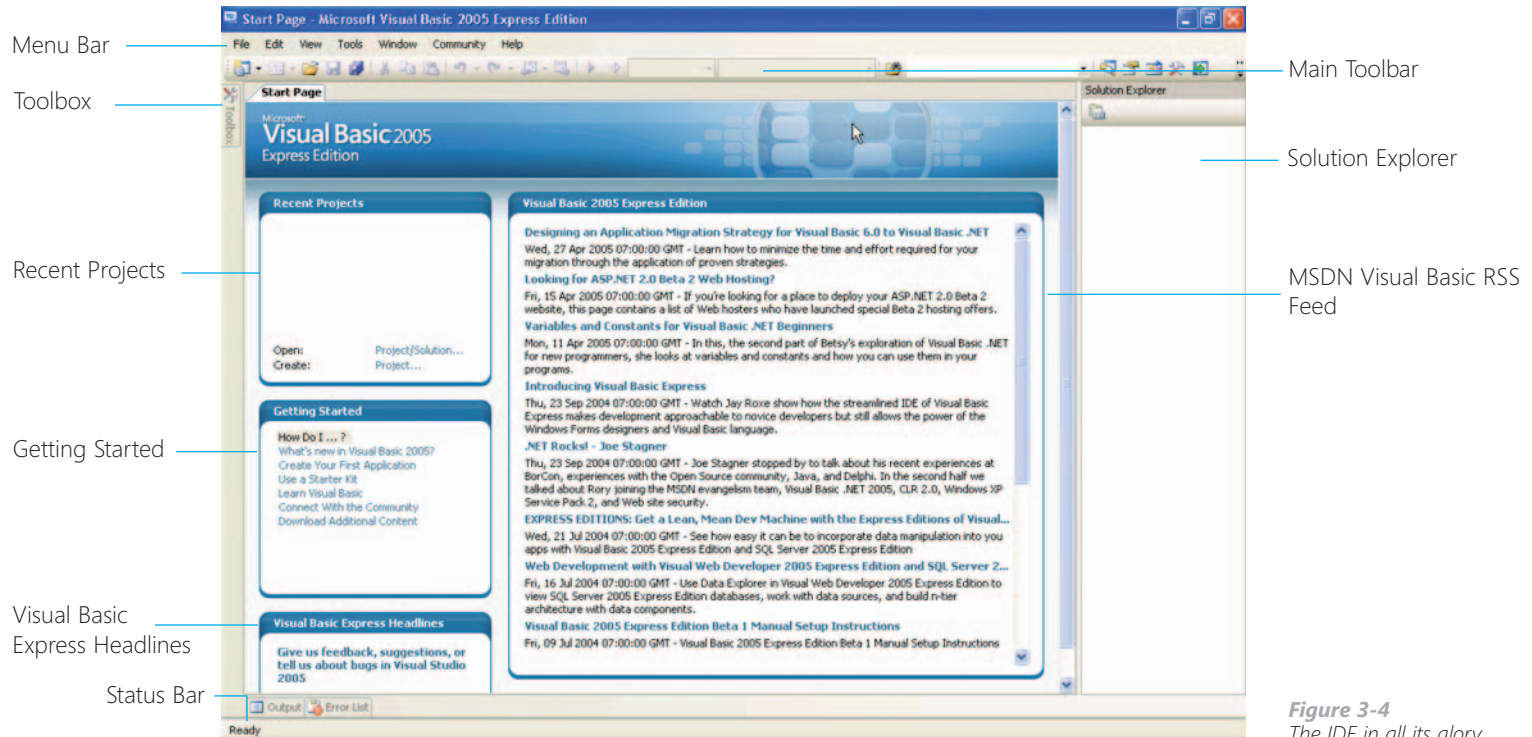 Start Page - Microsoft Visual Basic 2005 Express Edition
File Edit View Tools Window Community Help
Menu Bar
Main Toolbar
Toolbox
Toolbox
Start Page
Solution Explorer
Microsoft
Visual Basic 2005
Express Edition
Solution Explorer
Recent Projects
Recent Projects
Open: Project/Solution...
Create: Project...
Getting Started
Getting Started
How Do I ... ?
What's new in Visual Basic 2005?
Create Your First Application
Use a Starter Kit
Learn Visual Basic
Connect With the Community
Download Additional Content
Visual Basic
Express Headlines
Visual Basic Express Headlines
Give us feedback, suggestions, or
tell us about bugs in Visual Studio
2005
Visual Basic 2005 Express Edition
Designing an Application Migration Strategy for Visual Basic 6.0 to Visual Basic .NET
Wed, 27 Apr 2005 07:00:00 GMT - Learn how to minimize the time and effort required for your
migration through the application of proven strategies.
Looking for ASP.NET 2.0 Beta 2 Web Hosting?
Fri, 15 Apr 2005 07:00:00 GMT - If you're looking for a place to deploy your ASP.NET 2.0 Beta 2
website, this page contains a list of Web hosters who have launched special Beta 2 hosting offers.
Variables and Constants for Visual Basic .NET Beginners
Mon, 11 Apr 2005 07:00:00 GMT - In this, the second part of Betsy's exploration of Visual Basic .NET
for new programmers, she looks at variables and constants and how you can use them in your
programs.
Introducing Visual Basic Express
Thu, 23 Sep 2004 07:00:00 GMT - Watch Jay Roxe show how the streamlined IDE of Visual Basic
Express makes development approachable to novice developers but still allows the power of the
Windows Forms designers and Visual Basic language.
.NET Rocks! - Joe Stagner
Thu, 23 Sep 2004 07:00:00 GMT - Joe Stagner stopped by to talk about his recent experiences at
BorCon, experiences with the Open Source community, Java, and Delphi. In the second half we
talked about Rory joining the MSDN evangelism team, Visual Basic .NET 2005, CLR 2.0, Windows XP
Service Pack 2, and Web site security.
EXPRESS EDITIONS: Get a Lean, Mean Dev Machine with the Express Editions of Visual...
Wed, 21 Jul 2004 07:00:00 GMT - See how easy it can be to incorporate data manipulation into you
apps with Visual Basic 2005 Express Edition and SQL Server 2005 Express Edition
Web Development with Visual Web Developer 2005 Express Edition and SQL Server 2...
Fri, 16 Jul 2004 07:00:00 GMT - Use Data Explorer in Visual Web Developer 2005 Express Edition to
view SQL Server 2005 Express Edition databases, work with data sources, and build n-tier
architecture with data components.
Visual Basic 2005 Express Edition Beta 1 Manual Setup Instructions
Fri, 09 Jul 2004 07:00:00 GMT - Visual Basic 2005 Express Edition Beta 1 Manual Setup Instructions
MSDN Visual Basic RSS
Feed
Status Bar
Output Error List
Ready
Figure 3-4
The IDE in all its glory